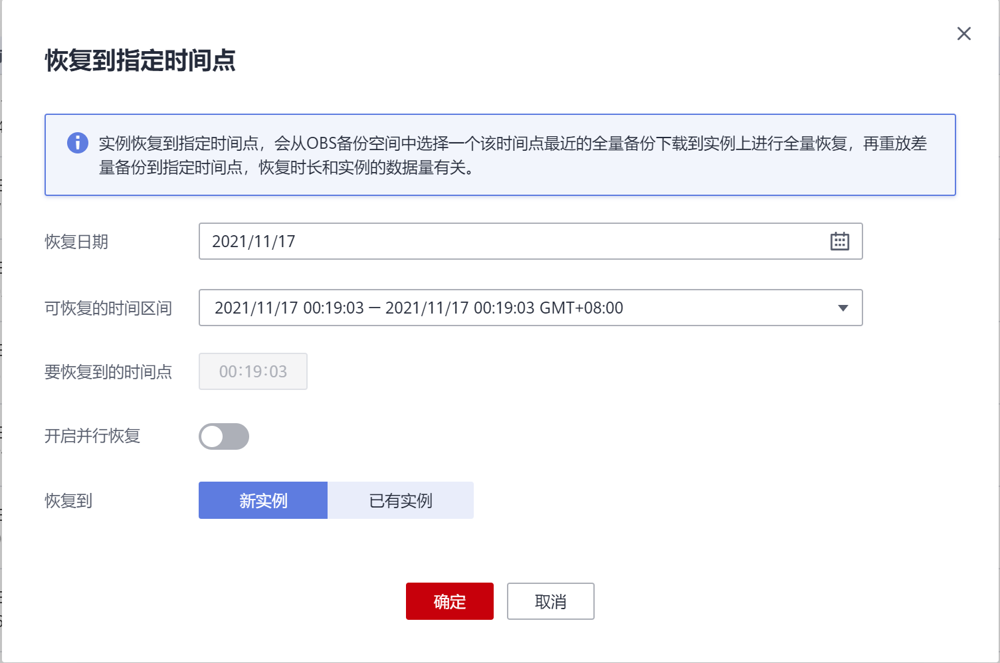 恢复到指定时间点
实例恢复到指定时间点，会从OBS备份空间中选择一个该时间点最近的全量备份下载到实例上进行全量恢复，再重放差
量备份到指定时间点，恢复时长和实例的数据量有关。
恢复日期 2021/11/17
可恢复的时间区间 2021/11/17 00:19:03 — 2021/11/17 00:19:03 GMT+08:00
要恢复到的时间点 00:19:03
开启并行恢复
恢复到 新实例 已有实例
确定 取消